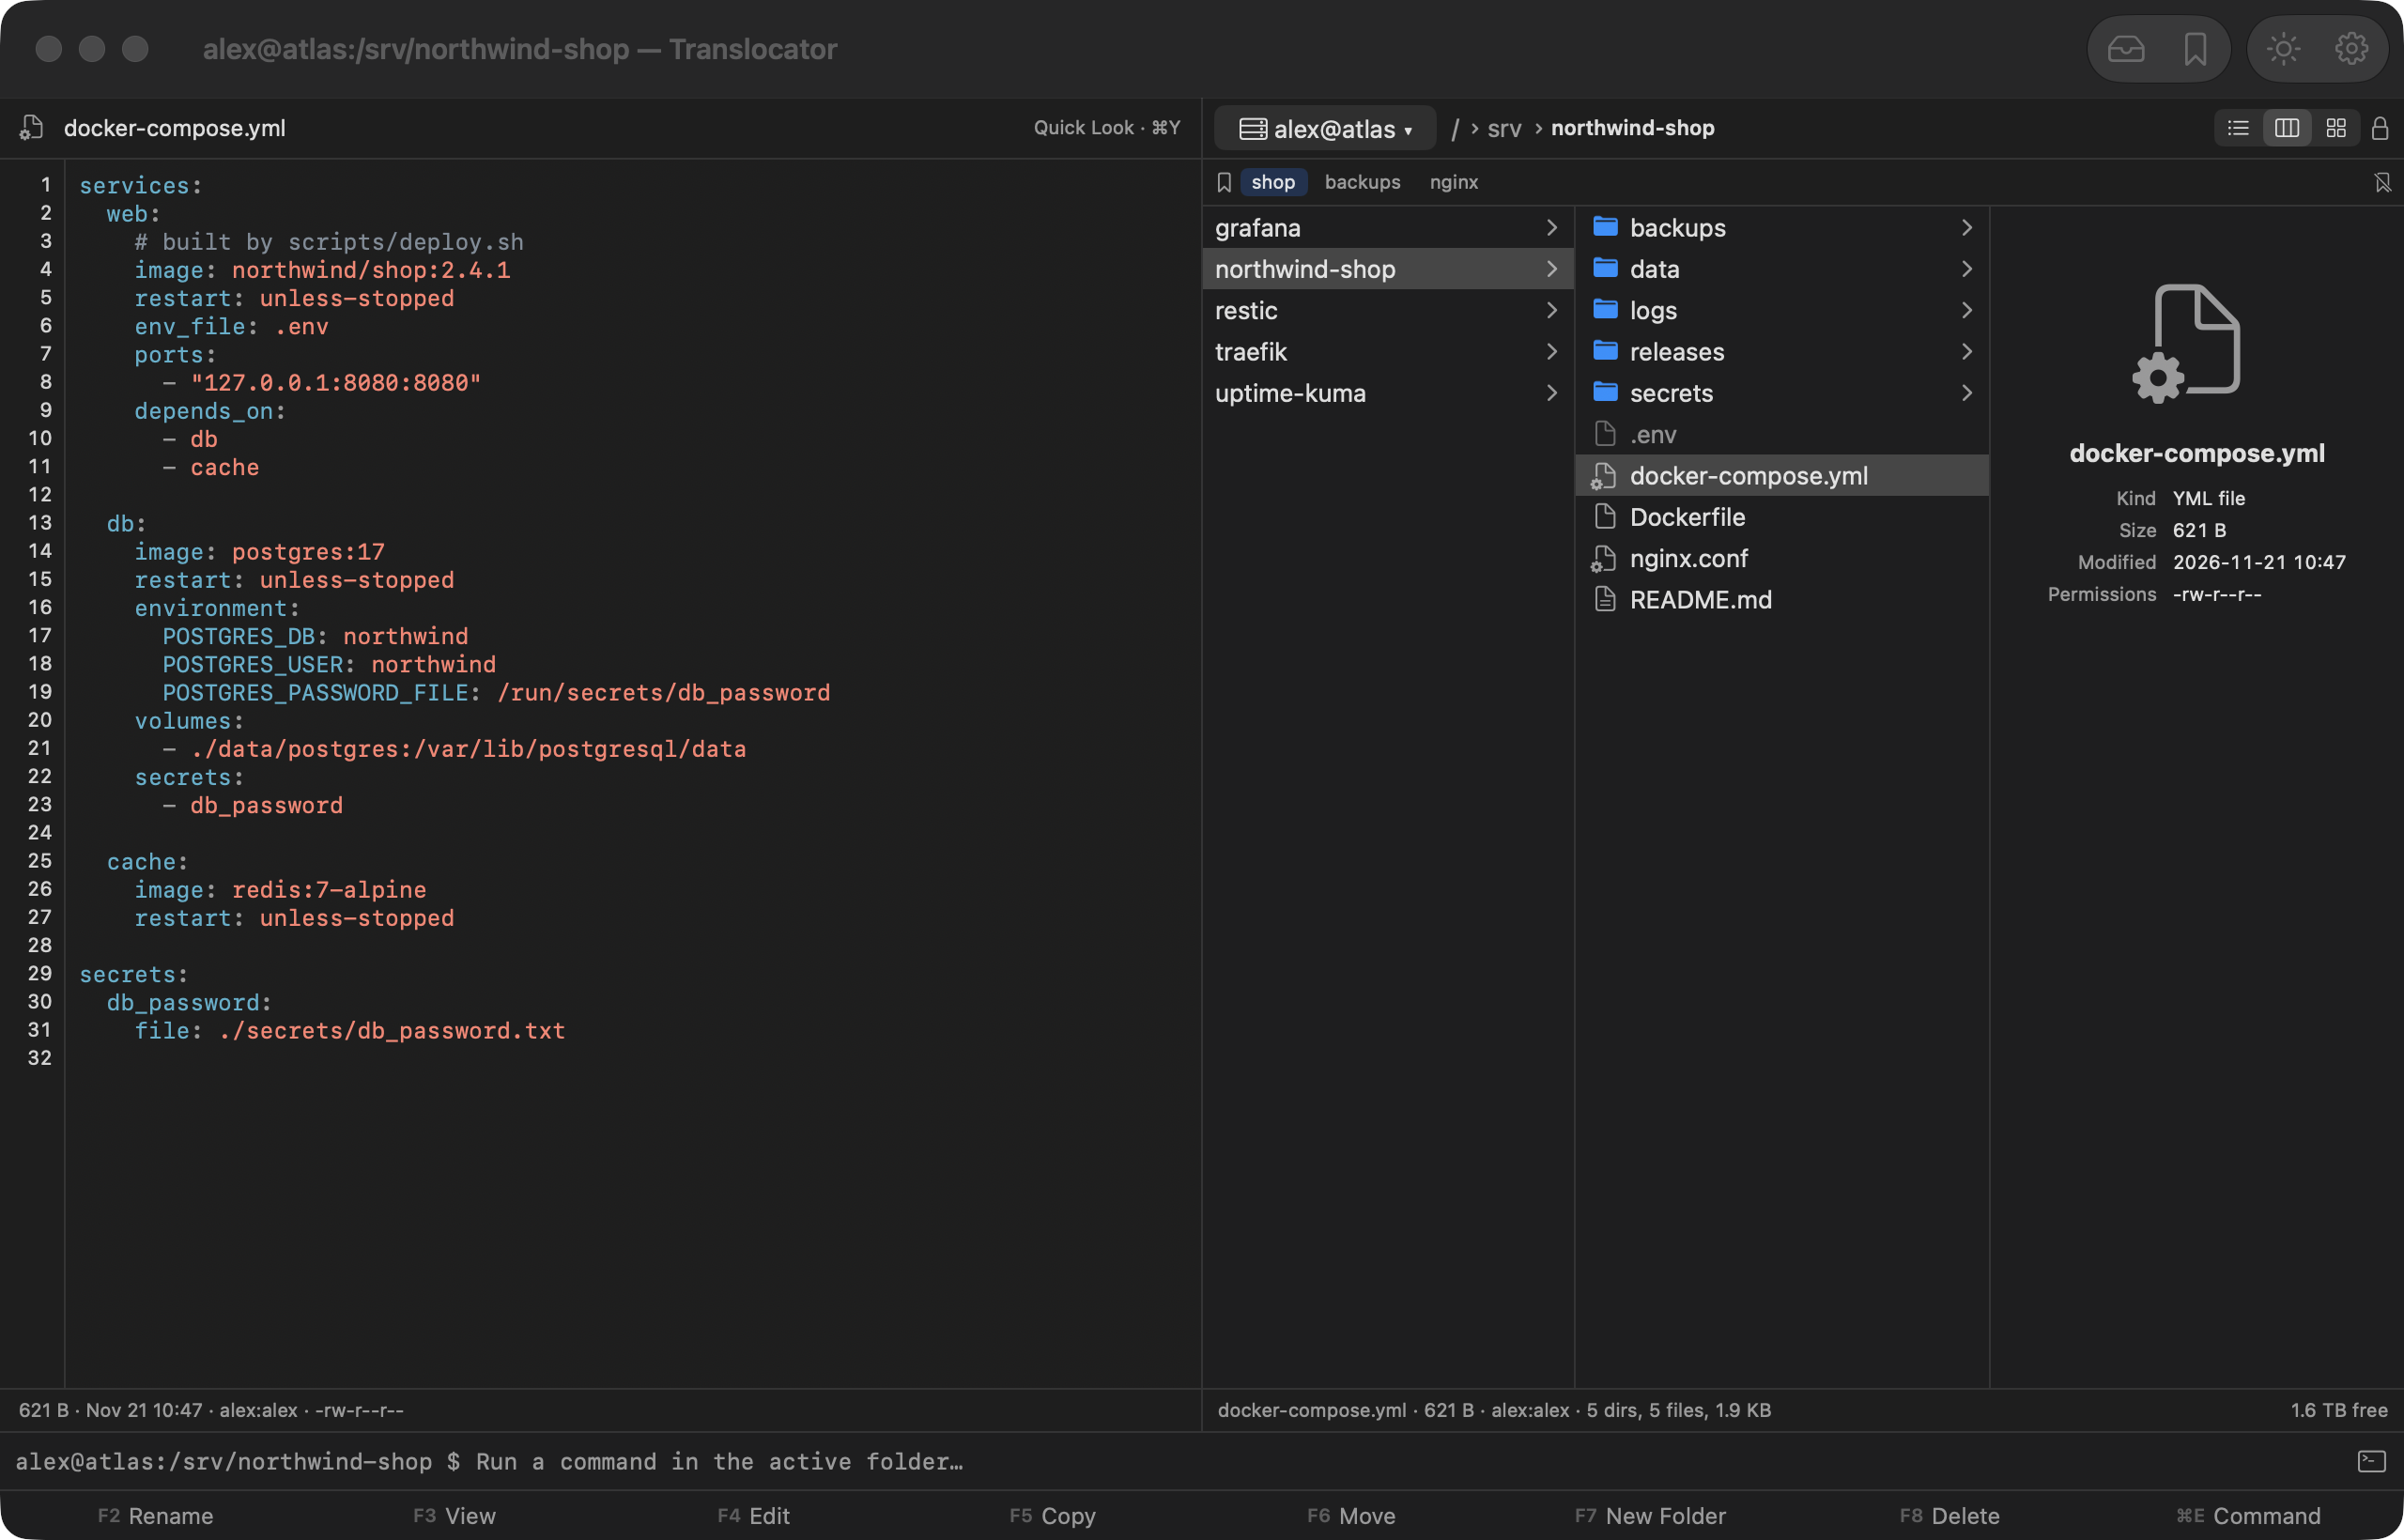 alex@atlas:/srv/northwind-shop — Translocator
docker-compose.yml
Quick Look · ⌘Y
1 services:
2   web:
3     # built by scripts/deploy.sh
4     image: northwind/shop:2.4.1
5     restart: unless-stopped
6     env_file: .env
7     ports:
8       - "127.0.0.1:8080:8080"
9     depends_on:
10       - db
11       - cache
12
13   db:
14     image: postgres:17
15     restart: unless-stopped
16     environment:
17       POSTGRES_DB: northwind
18       POSTGRES_USER: northwind
19       POSTGRES_PASSWORD_FILE: /run/secrets/db_password
20     volumes:
21       - ./data/postgres:/var/lib/postgresql/data
22     secrets:
23       - db_password
24
25   cache:
26     image: redis:7-alpine
27     restart: unless-stopped
28
29 secrets:
30   db_password:
31     file: ./secrets/db_password.txt
32
621 B · Nov 21 10:47 · alex:alex · -rw-r--r--
alex@atlas ▾ / › srv › northwind-shop
shop backups nginx
grafana
northwind-shop
restic
traefik
uptime-kuma
backups
data
logs
releases
secrets
.env
docker-compose.yml
Dockerfile
nginx.conf
README.md
docker-compose.yml
Kind YML file
Size 621 B
Modified 2026-11-21 10:47
Permissions -rw-r--r--
docker-compose.yml · 621 B · alex:alex · 5 dirs, 5 files, 1.9 KB
1.6 TB free
alex@atlas:/srv/northwind-shop $ Run a command in the active folder…
F2 Rename F3 View F4 Edit F5 Copy F6 Move F7 New Folder F8 Delete ⌘E Command